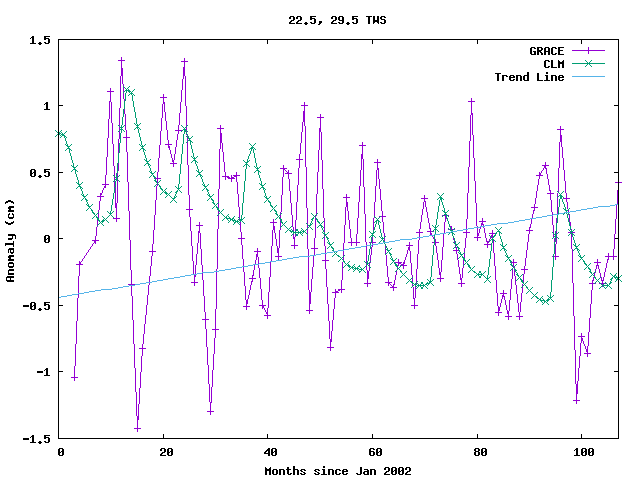 22.5, 29.5 TWS
GRACE
CLM
Trend Line
Anomaly (cm)
1.5
1
0.5
0
-0.5
-1
-1.5
0 20 40 60 80 100
Months since Jan 2002